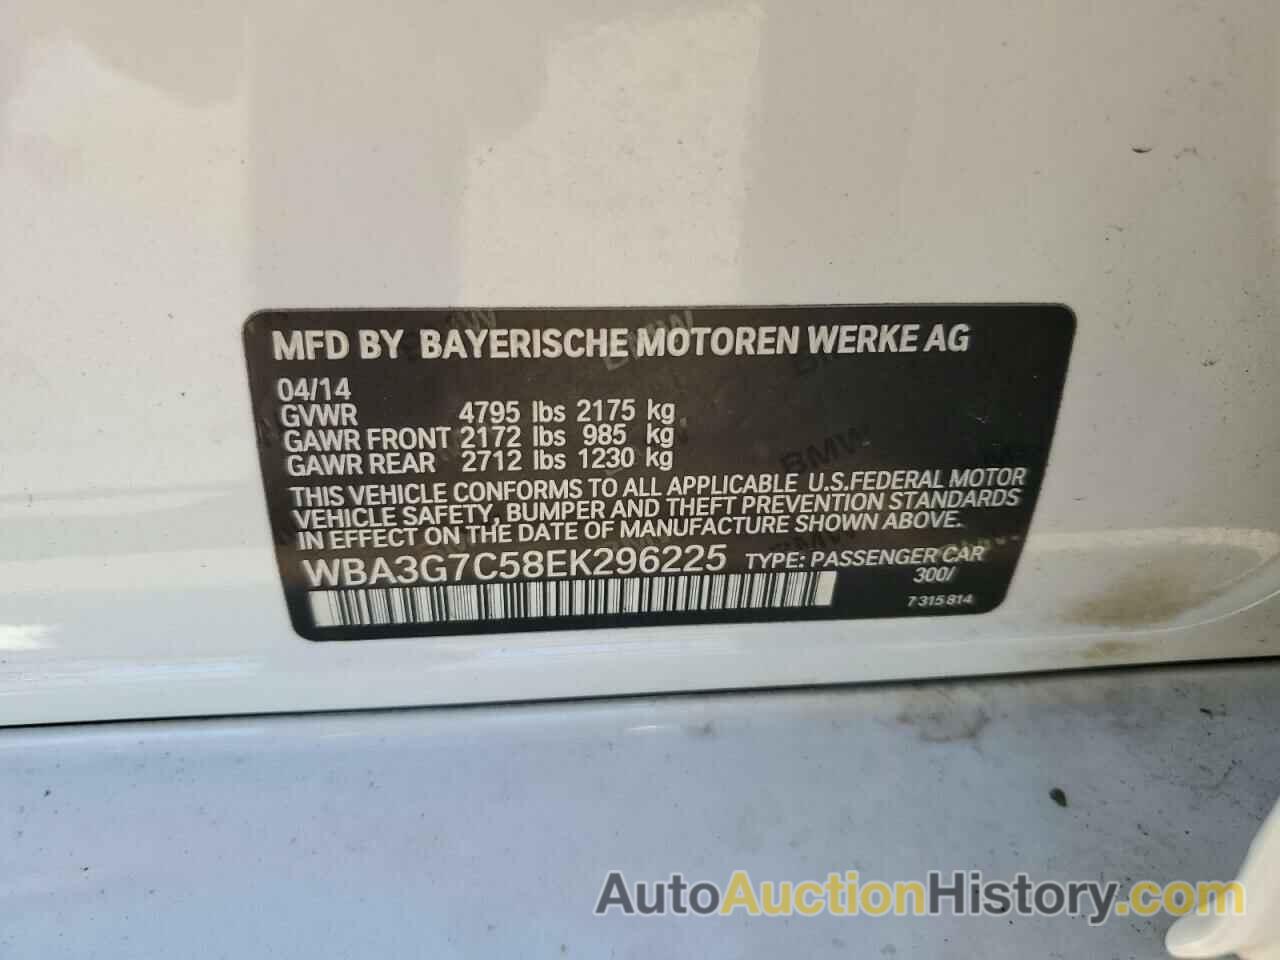 MFD BY BAYERISCHE MOTOREN WERKE AG
04/14
GVWR 4795 lbs 2175 kg
GAWR FRONT 2172 lbs 985 kg
GAWR REAR 2712 lbs 1230 kg
THIS VEHICLE CONFORMS TO ALL APPLICABLE U.S.FEDERAL MOTOR
VEHICLE SAFETY, BUMPER AND THEFT PREVENTION STANDARDS
IN EFFECT ON THE DATE OF MANUFACTURE SHOWN ABOVE.
WBA3G7C58EK296225 TYPE: PASSENGER CAR
300/
7 315 814
AutoAuctionHistory.com